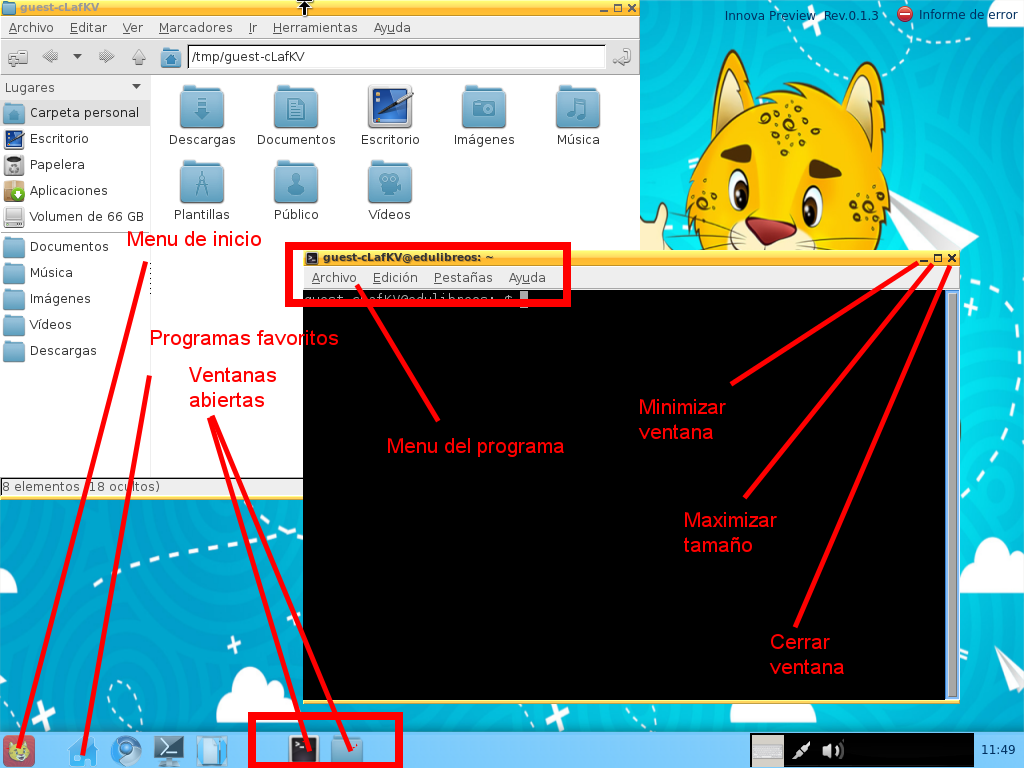 guest-cLafKV
Innova Preview Rev.0.1.3
Informe de error
Archivo Editar Ver Marcadores Ir Herramientas Ayuda
/tmp/guest-cLafKV
Lugares
Carpeta personal
Escritorio
Papelera
Aplicaciones
Volumen de 66 GB
Documentos
Música
Imágenes
Vídeos
Descargas
Descargas Documentos Escritorio Imágenes Música
Plantillas Público Vídeos
8 elementos (18 ocultos)
Menu de inicio
Programas favoritos
Ventanas
abiertas
guest-cLafKV@edulibreos: ~
Archivo Edición Pestañas Ayuda
guest-cLafKV@edulibreos:~$
Menu del programa
Minimizar
ventana
Maximizar
tamaño
Cerrar
ventana
11:49